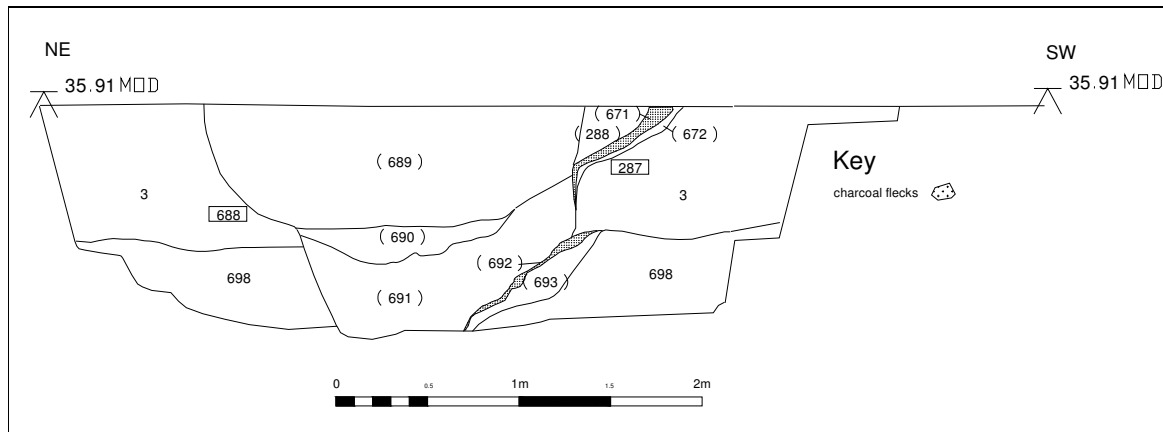 NE
SW
35.91 MOD
35.91 MOD
( 671 )
( 288 )
( 672 )
( 689 )
Key
287
3
3
charcoal flecks
688
( 690 )
( 692 )
698
( 693 )
698
( 691 )
0 0.5 1m 1.5 2m